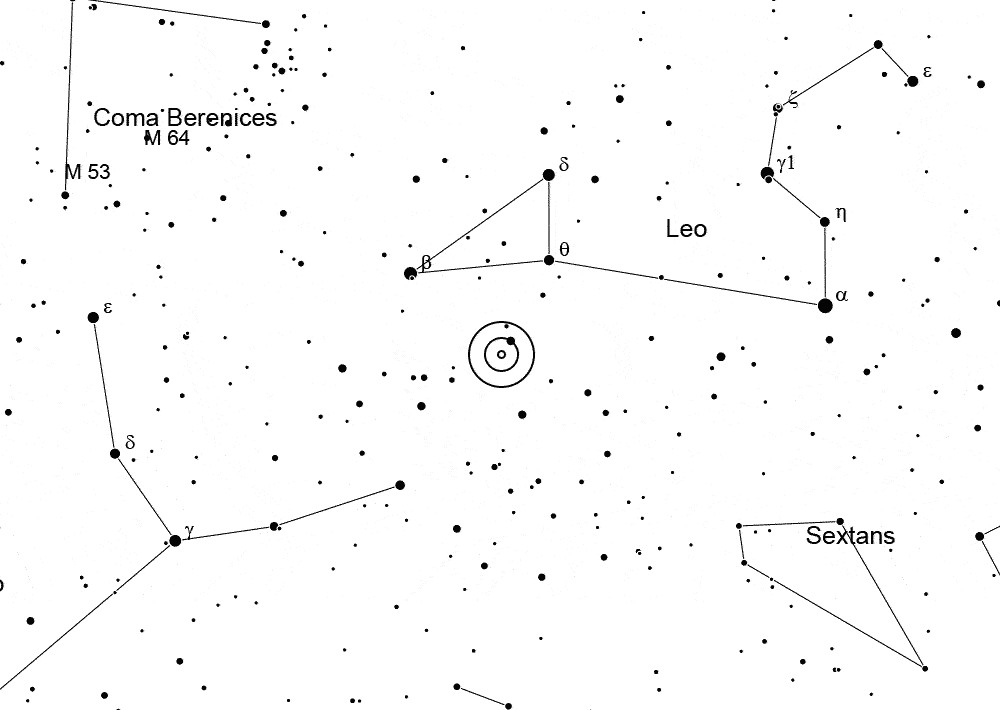 ε
Coma Berenices
ζ
M 64
γ1
δ
M 53
η
Leo
θ
β
α
ε
δ
γ
Sextans